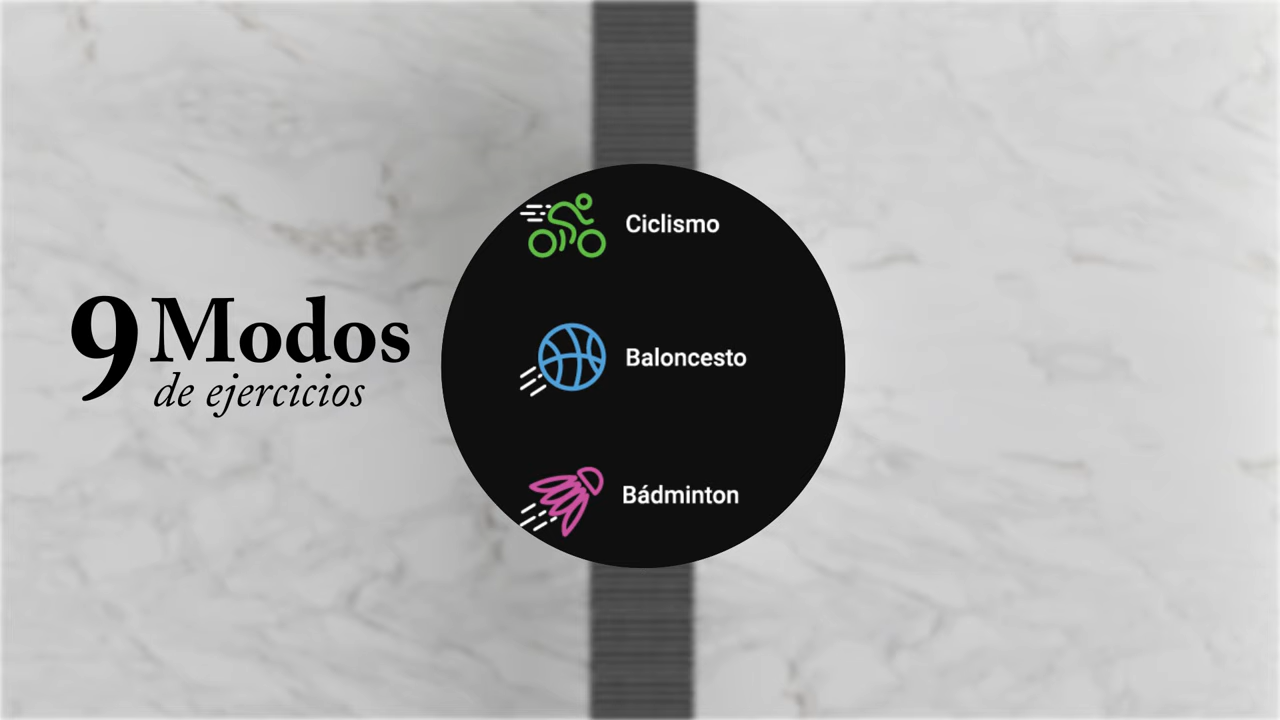 9 Modos
de ejercicios
Ciclismo
Baloncesto
Bádminton